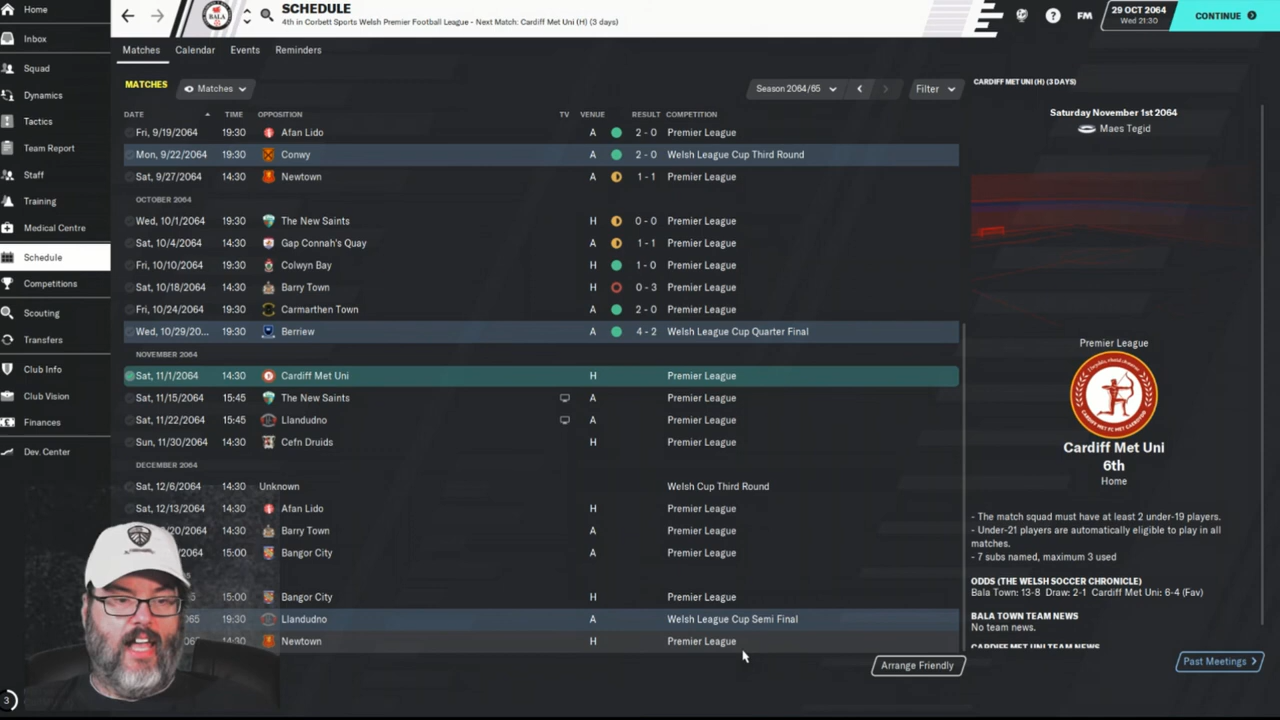 Home
Inbox
Squad
Dynamics
Tactics
Team Report
Staff
Training
Medical Centre
Schedule
Competitions
Scouting
Transfers
Club Info
Club Vision
Finances
Dev. Center
3
BALA
SCHEDULE
4th in Corbett Sports Welsh Premier Football League - Next Match: Cardiff Met Uni (H) (3 days)
FM
29 OCT 2064
Wed 21:30
CONTINUE
Matches Calendar Events Reminders
MATCHES Matches Season 2064/65 Filter
DATE TIME OPPOSITION TV VENUE RESULT COMPETITION
Fri, 9/19/2064 19:30 Afan Lido A 2 - 0 Premier League
Mon, 9/22/2064 19:30 Conwy A 2 - 0 Welsh League Cup Third Round
Sat, 9/27/2064 14:30 Newtown A 1 - 1 Premier League
OCTOBER 2064
Wed, 10/1/2064 19:30 The New Saints H 0 - 0 Premier League
Sat, 10/4/2064 14:30 Gap Connah's Quay A 1 - 1 Premier League
Fri, 10/10/2064 19:30 Colwyn Bay H 1 - 0 Premier League
Sat, 10/18/2064 14:30 Barry Town H 0 - 3 Premier League
Fri, 10/24/2064 19:30 Carmarthen Town A 2 - 0 Premier League
Wed, 10/29/20... 19:30 Berriew A 4 - 2 Welsh League Cup Quarter Final
NOVEMBER 2064
Sat, 11/1/2064 14:30 Cardiff Met Uni H Premier League
Sat, 11/15/2064 15:45 The New Saints A Premier League
Sat, 11/22/2064 15:45 Llandudno A Premier League
Sun, 11/30/2064 14:30 Cefn Druids H Premier League
DECEMBER 2064
Sat, 12/6/2064 14:30 Unknown Welsh Cup Third Round
Sat, 12/13/2064 14:30 Afan Lido H Premier League
/20/2064 14:30 Barry Town A Premier League
/2064 15:00 Bangor City A Premier League
15:00 Bangor City H Premier League
19:30 Llandudno A Welsh League Cup Semi Final
14:30 Newtown H Premier League
Arrange Friendly
CARDIFF MET UNI (H) (3 DAYS)
Saturday November 1st 2064
Maes Tegid
Premier League
Cardiff Met Uni
6th
Home
- The match squad must have at least 2 under-19 players.
- Under-21 players are automatically eligible to play in all
matches.
- 7 subs named, maximum 3 used
ODDS (THE WELSH SOCCER CHRONICLE)
Bala Town: 13-8 Draw: 2-1 Cardiff Met Uni: 6-4 (Fav)
BALA TOWN TEAM NEWS
No team news.
CARDIFF MET UNI TEAM NEWS
Past Meetings